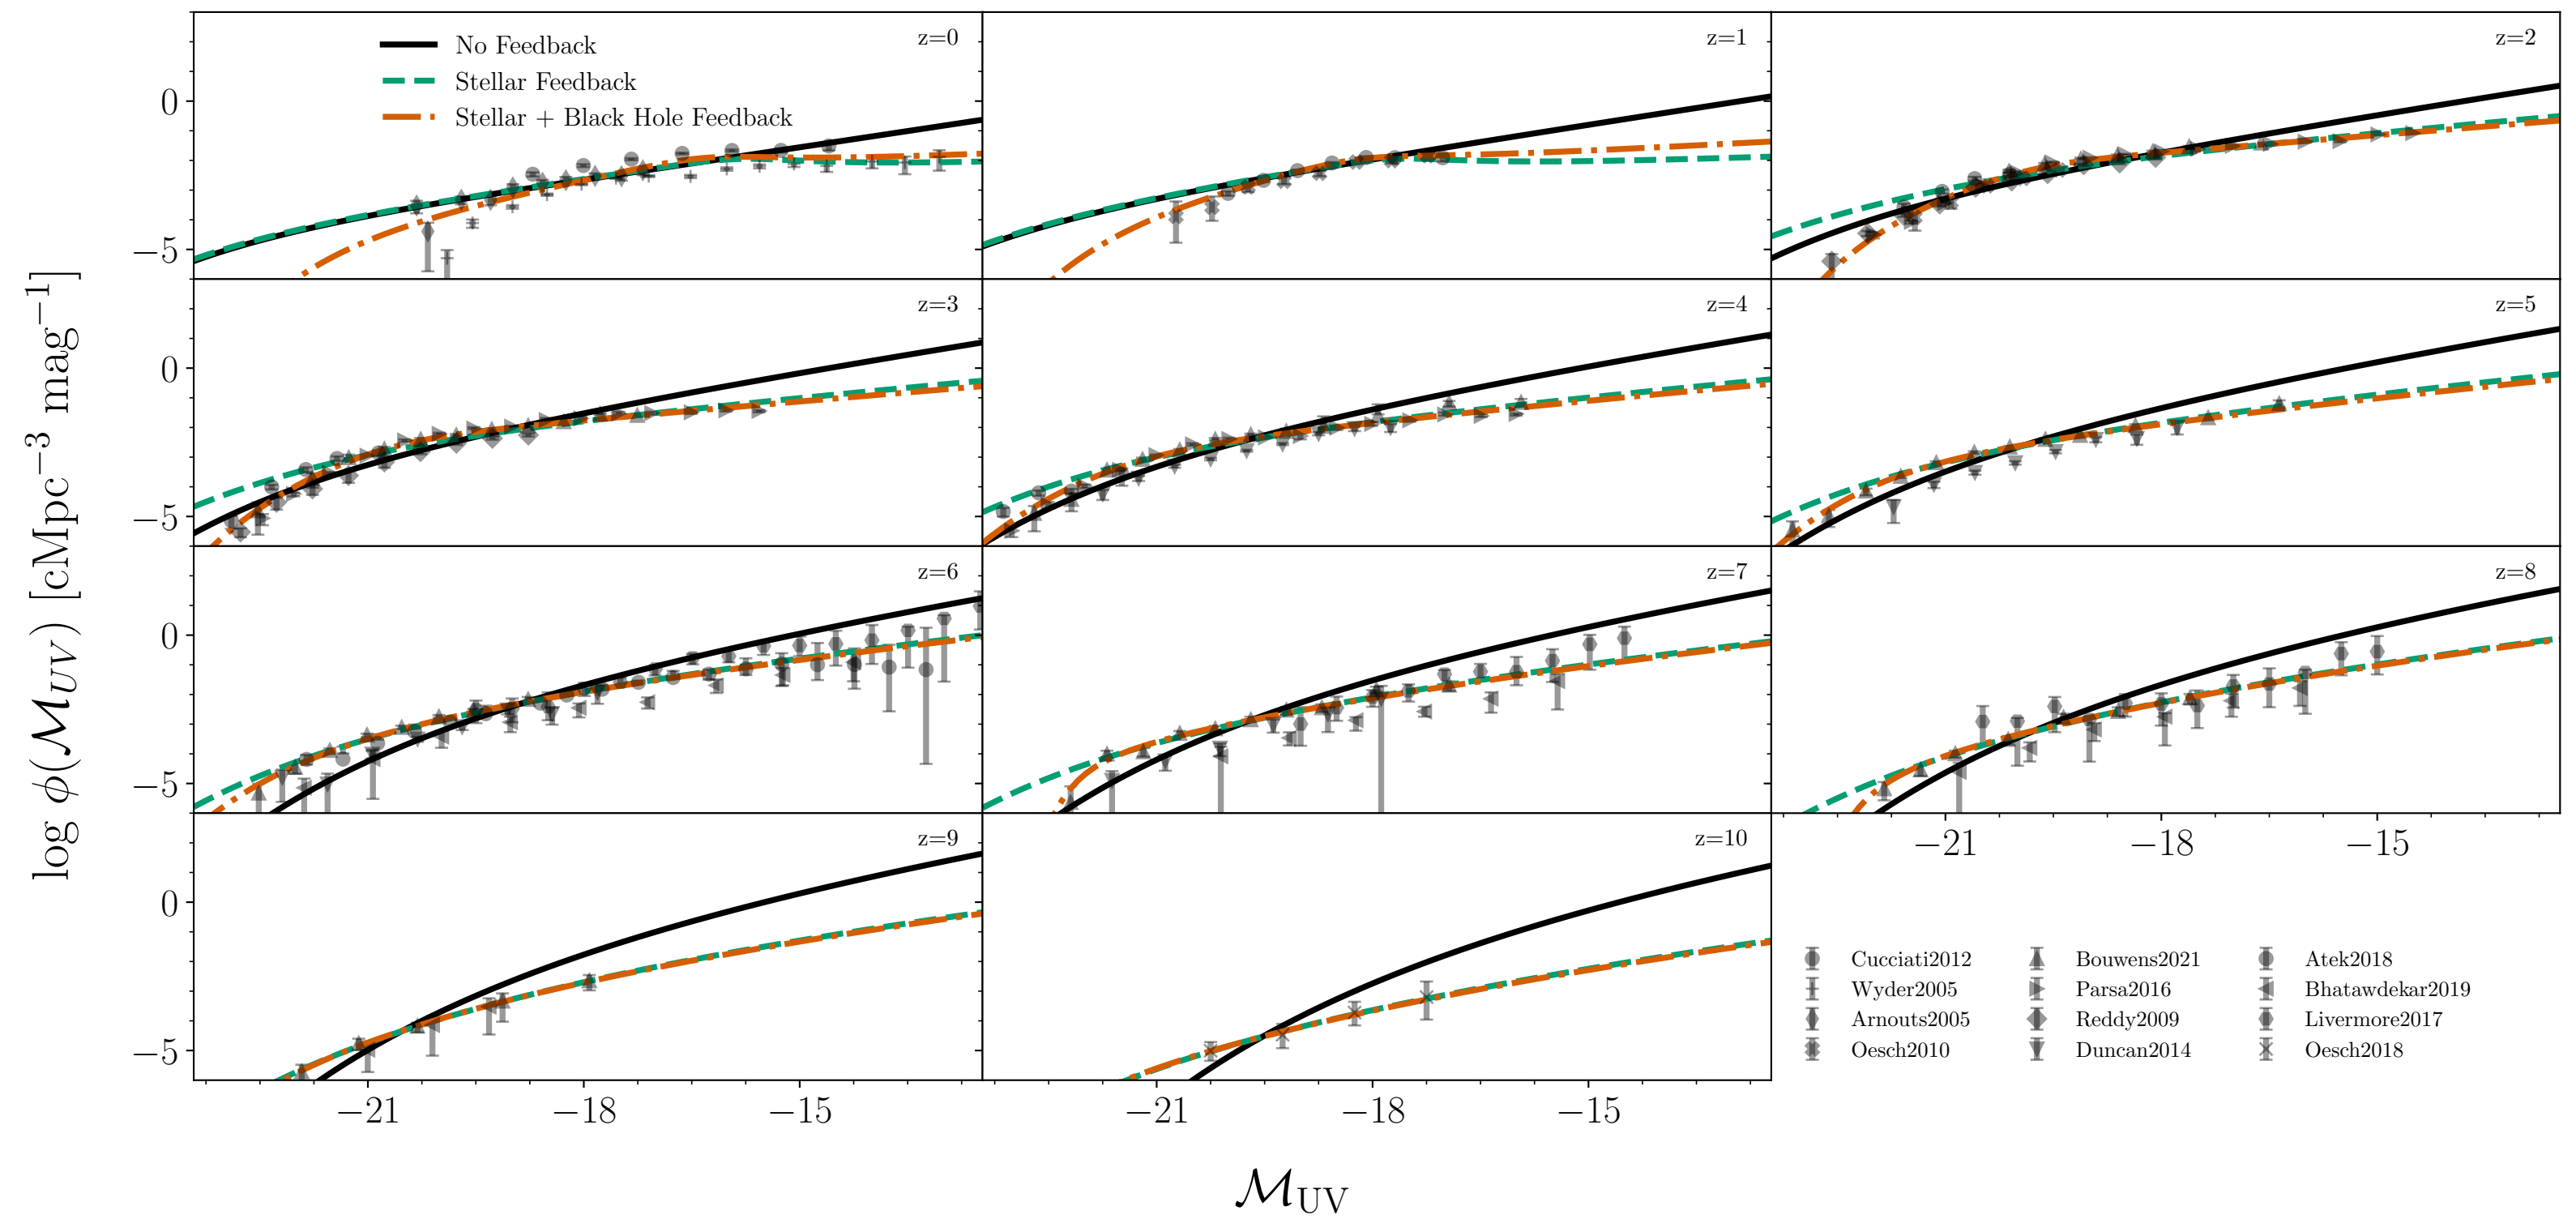 No Feedback
Stellar Feedback
Stellar + Black Hole Feedback
z=0
z=1
z=2
0
−5
z=3
z=4
z=5
0
−5
z=6
z=7
z=8
0
−5
−21
−18
−15
z=9
z=10
0
−5
−21
−18
−15
−21
−18
−15
Cucciati2012
Wyder2005
Arnouts2005
Oesch2010
Bouwens2021
Parsa2016
Reddy2009
Duncan2014
Atek2018
Bhatawdekar2019
Livermore2017
Oesch2018
log ϕ(ℳ_UV) [cMpc⁻³ mag⁻¹]
ℳ_UV